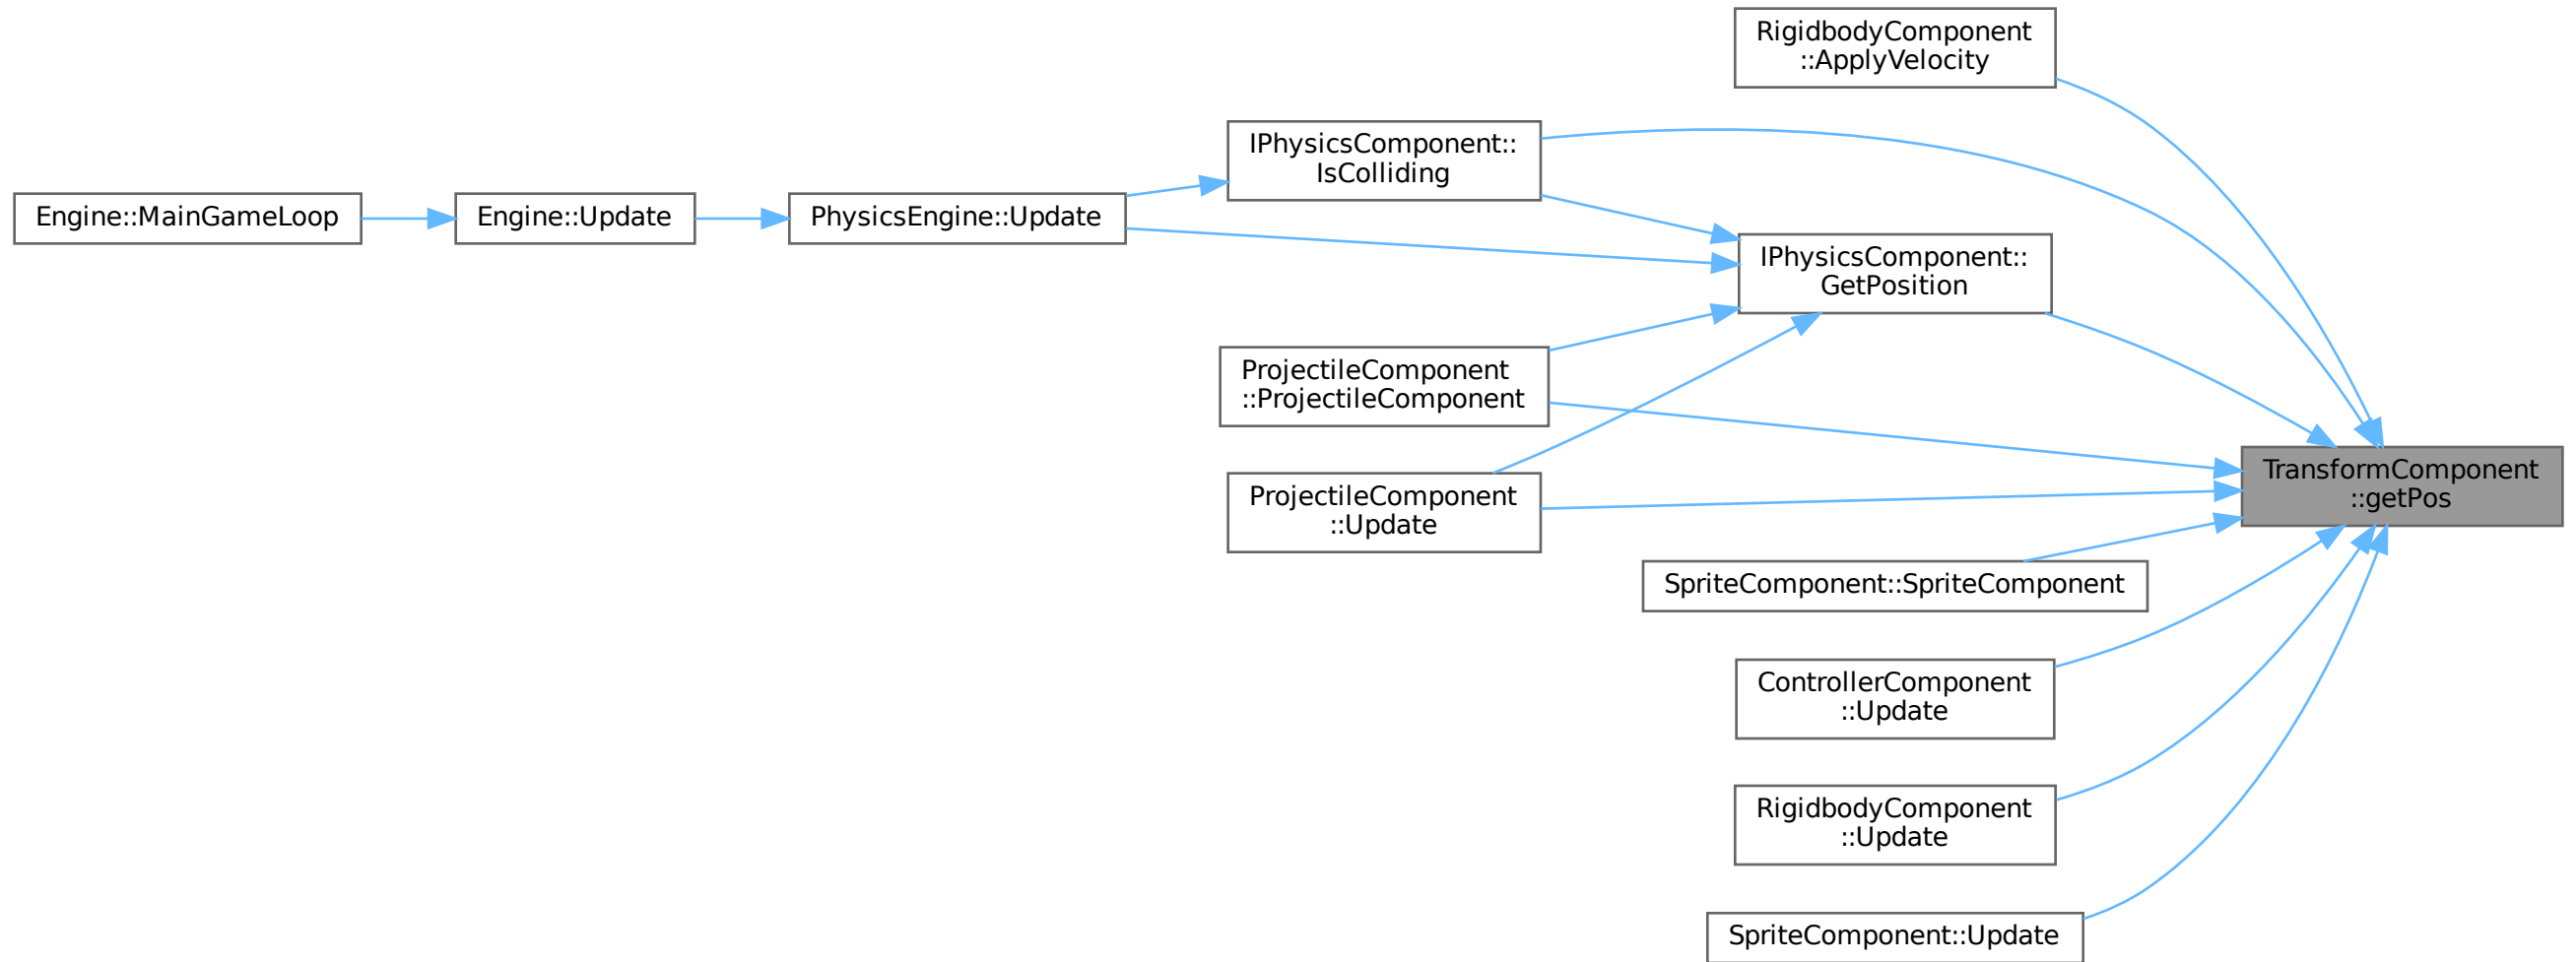 RigidbodyComponent
::ApplyVelocity
IPhysicsComponent::
IsColliding
Engine::MainGameLoop
Engine::Update
PhysicsEngine::Update
IPhysicsComponent::
GetPosition
ProjectileComponent
::ProjectileComponent
ProjectileComponent
::Update
TransformComponent
::getPos
SpriteComponent::SpriteComponent
ControllerComponent
::Update
RigidbodyComponent
::Update
SpriteComponent::Update